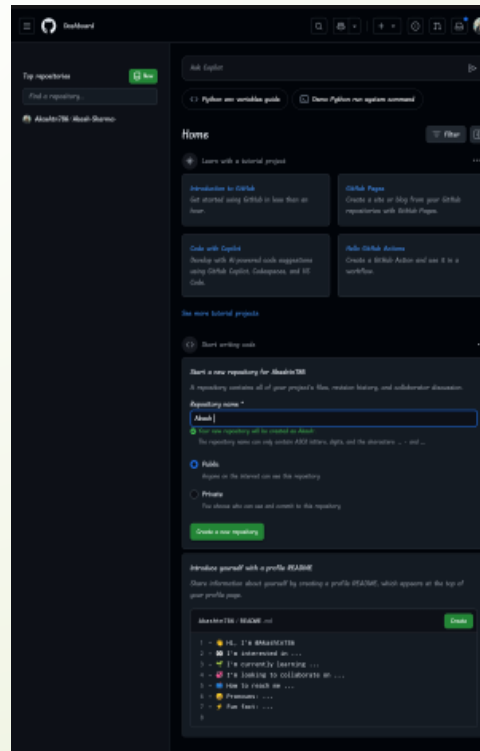 Dashboard
Top repositories
New
Find a repository...
Ask Copilot
Python env variables guide
Demo Python run system command
Home
Filter
Learn with a tutorial project
Introduction to GitHub
Get started using GitHub in less than an
hour.
GitHub Pages
Create a site or blog from your GitHub
repositories with GitHub Pages.
Code with Copilot
Develop with AI-powered code suggestions
using GitHub Copilot, Codespaces, and VS
Code.
Hello GitHub Actions
Create a GitHub Action and use it in a
workflow.
See more tutorial projects
Start writing code
Start a new repository for
A repository contains all of your project's files, revision history, and collaborator discussion.
Repository name *
Akash
Your new repository will be created as Akash-
The repository name can only contain ASCII letters, digits, and the characters ., -, and _.
Public
Anyone on the internet can see this repository
Private
You choose who can see and commit to this repository
Create a new repository
Introduce yourself with a profile README
Share information about yourself by creating a profile README, which appears at the top of
your profile page.
/ README.md
Create
1 - 👋 Hi, I'm
2 - 👀 I'm interested in ...
3 - 🌱 I'm currently learning ...
4 - 💞️ I'm looking to collaborate on ...
5 - 📫 How to reach me ...
6 - 😄 Pronouns: ...
7 - ⚡ Fun fact: ...
8